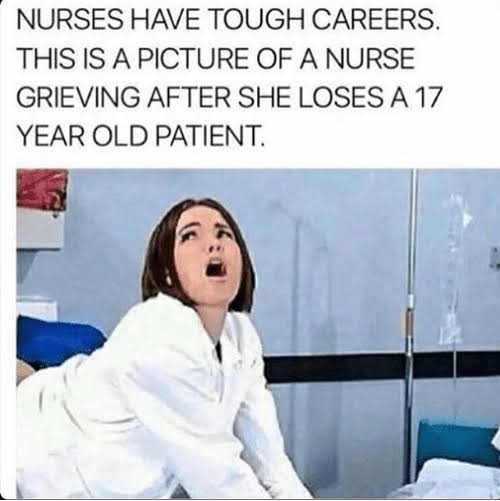 NURSES HAVE TOUGH CAREERS.
THIS IS A PICTURE OF A NURSE
GRIEVING AFTER SHE LOSES A 17
YEAR OLD PATIENT.